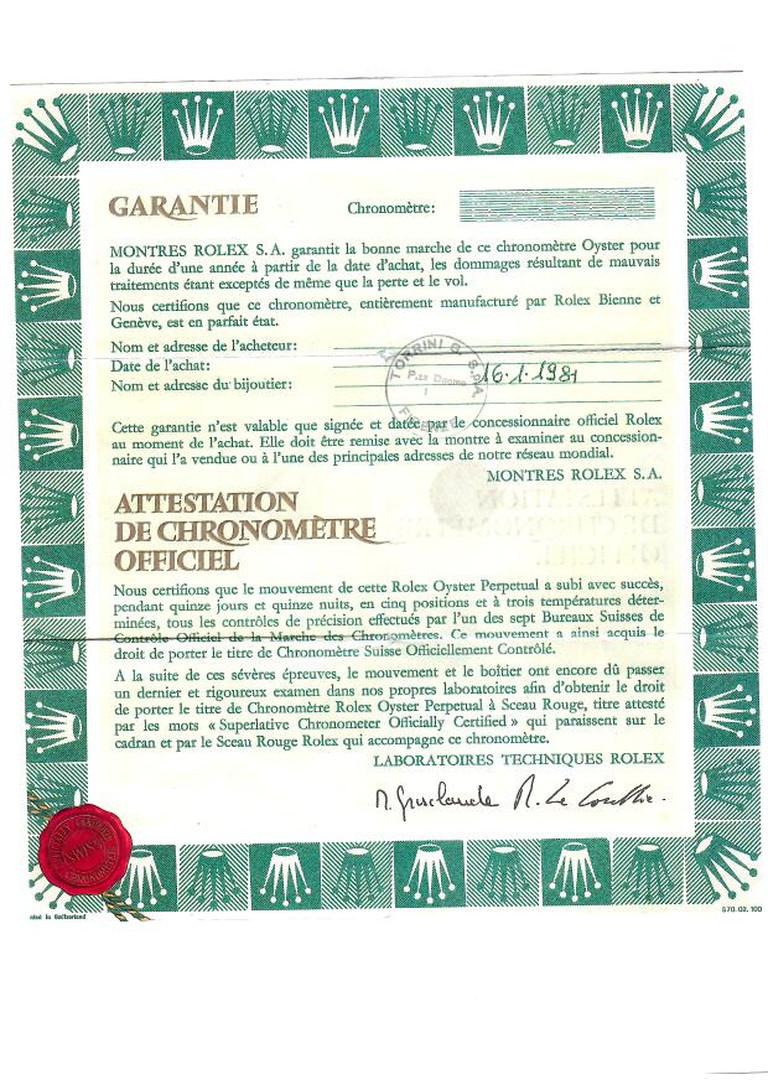 GARANTIE
Chronomètre:
MONTRES ROLEX S.A. garantit la bonne marche de ce chronomètre Oyster pour
la durée d'une année à partir de la date d'achat, les dommages résultant de mauvais
traitements étant exceptés de même que la perte et le vol.
Nous certifions que ce chronomètre, entièrement manufacturé par Rolex Bienne et
Genève, est en parfait état.
Nom et adresse de l'acheteur:
Date de l'achat:
Nom et adresse du bijoutier:
TORRINI G. S.p.A.
P.za Duomo
FIRENZE
16.1.1981
Cette garantie n'est valable que signée et datée par le concessionnaire officiel Rolex
au moment de l'achat. Elle doit être remise avec la montre à examiner au concession-
naire qui l'a vendue ou à l'une des principales adresses de notre réseau mondial.
MONTRES ROLEX S.A.
ATTESTATION
DE CHRONOMÈTRE
OFFICIEL
Nous certifions que le mouvement de cette Rolex Oyster Perpetual a subi avec succès,
pendant quinze jours et quinze nuits, en cinq positions et à trois températures déter-
minées, tous les contrôles de précision effectués par l'un des sept Bureaux Suisses de
Contrôle Officiel de la Marche des Chronomètres. Ce mouvement a ainsi acquis le
droit de porter le titre de Chronomètre Suisse Officiellement Contrôlé.
A la suite de ces sévères épreuves, le mouvement et le boîtier ont encore dû passer
un dernier et rigoureux examen dans nos propres laboratoires afin d'obtenir le droit
de porter le titre de Chronomètre Rolex Oyster Perpetual à Sceau Rouge, titre attesté
par les mots « Superlative Chronometer Officially Certified » qui paraissent sur le
cadran et par le Sceau Rouge Rolex qui accompagne ce chronomètre.
LABORATOIRES TECHNIQUES ROLEX
in Switzerland
570.02.100